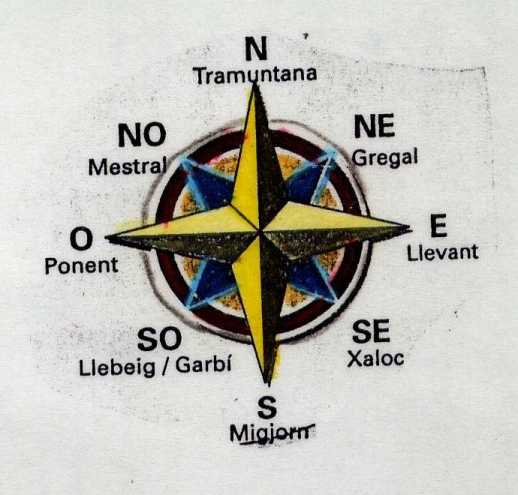 N
Tramuntana
NO
Mestral
NE
Gregal
O
Ponent
E
Llevant
SO
Llebeig / Garbí
SE
Xaloc
S
Migjorn